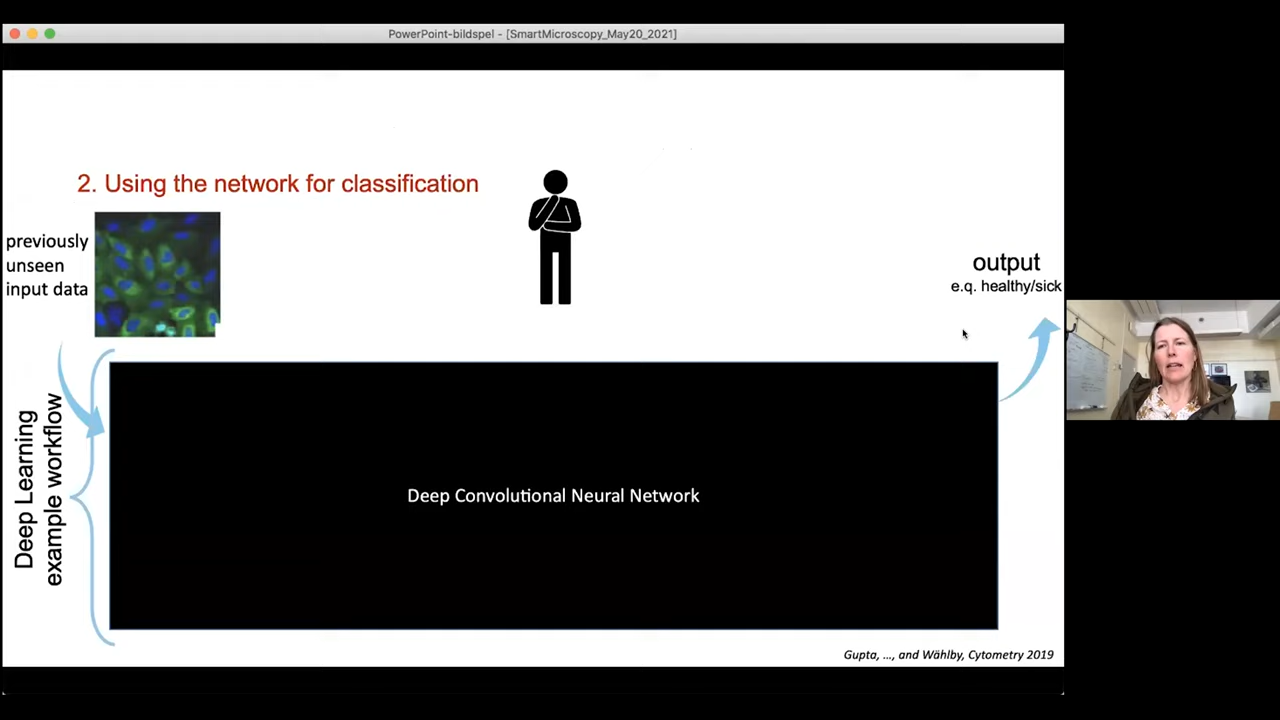 PowerPoint-bildspel - [SmartMicroscopy_May20_2021]
2. Using the network for classification
previously
unseen
input data
output
e.q. healthy/sick
Deep Learning
example workflow
Deep Convolutional Neural Network
Gupta, ..., and Wählby, Cytometry 2019